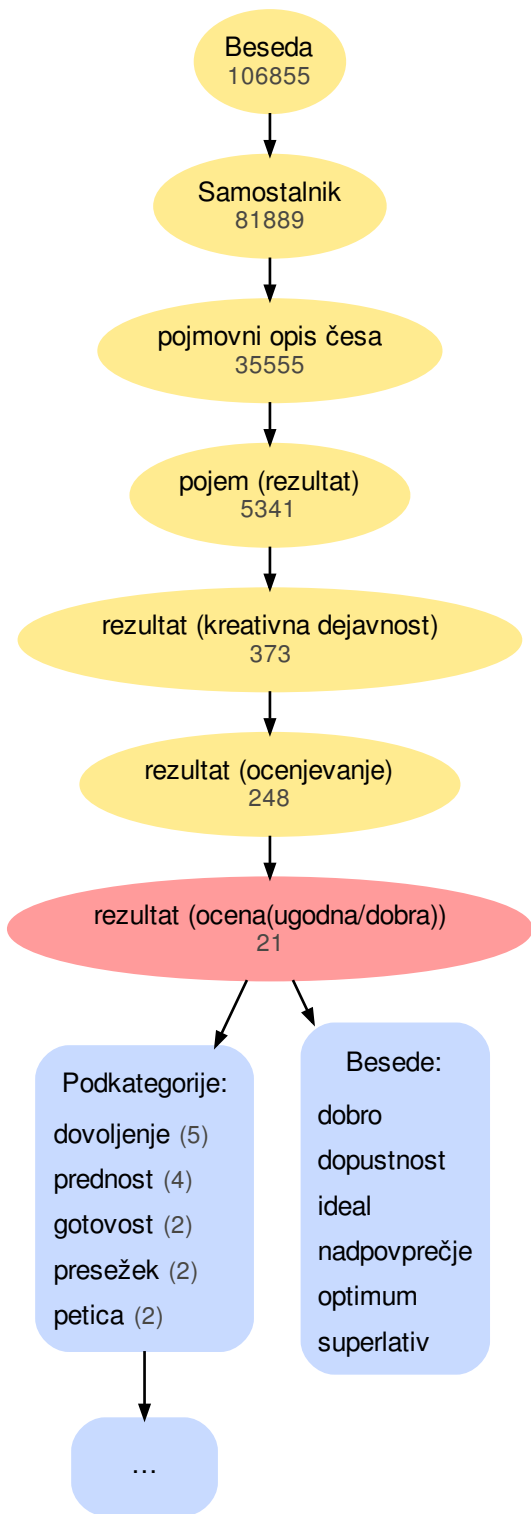 Beseda
106855
Samostalnik
81889
pojmovni opis česa
35555
pojem (rezultat)
5341
rezultat (kreativna dejavnost)
373
rezultat (ocenjevanje)
248
rezultat (ocena(ugodna/dobra))
21
Podkategorije:
dovoljenje (5)
prednost (4)
gotovost (2)
presežek (2)
petica (2)
...
Besede:
dobro
dopustnost
ideal
nadpovprečje
optimum
superlativ